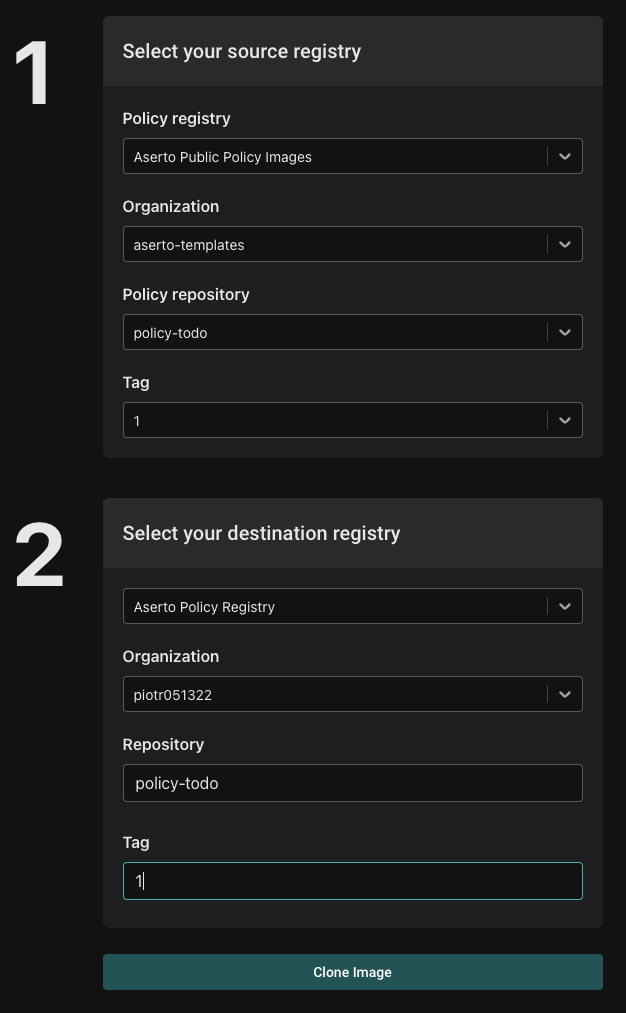 1
Select your source registry
Policy registry
Aserto Public Policy Images
Organization
aserto-templates
Policy repository
policy-todo
Tag
1
2
Select your destination registry
Aserto Policy Registry
Organization
piotr051322
Repository
policy-todo
Tag
1
Clone Image